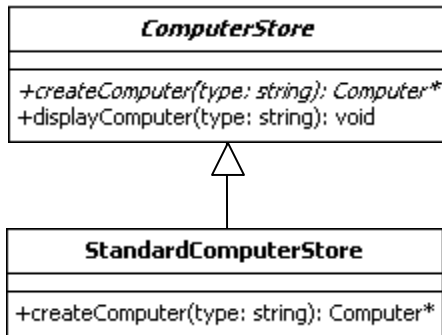 ComputerStore
+createComputer(type: string): Computer*
+displayComputer(type: string): void
StandardComputerStore
+createComputer(type: string): Computer*